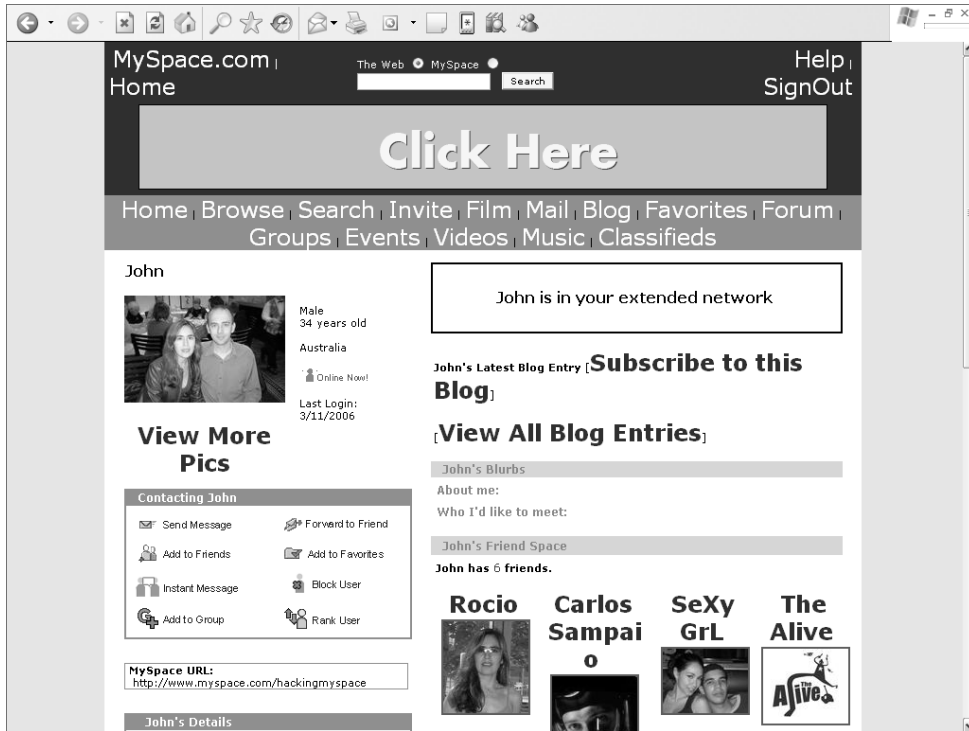 MySpace.com |
Home
The Web MySpace
Search
Help |
SignOut
Click Here
Home | Browse | Search | Invite | Film | Mail | Blog | Favorites | Forum |
Groups | Events | Videos | Music | Classifieds
John
Male
34 years old
Australia
Online Now!
Last Login:
3/11/2006
View More
Pics
Contacting John
Send Message Forward to Friend
Add to Friends Add to Favorites
Instant Message Block User
Add to Group Rank User
MySpace URL:
http://www.myspace.com/hackingmyspace
John's Details
John is in your extended network
John's Latest Blog Entry [Subscribe to this
Blog]
[View All Blog Entries]
John's Blurbs
About me:
Who I'd like to meet:
John's Friend Space
John has 6 friends.
Rocio
Carlos
Sampai
o
SeXy
GrL
The
Alive
The
Alive